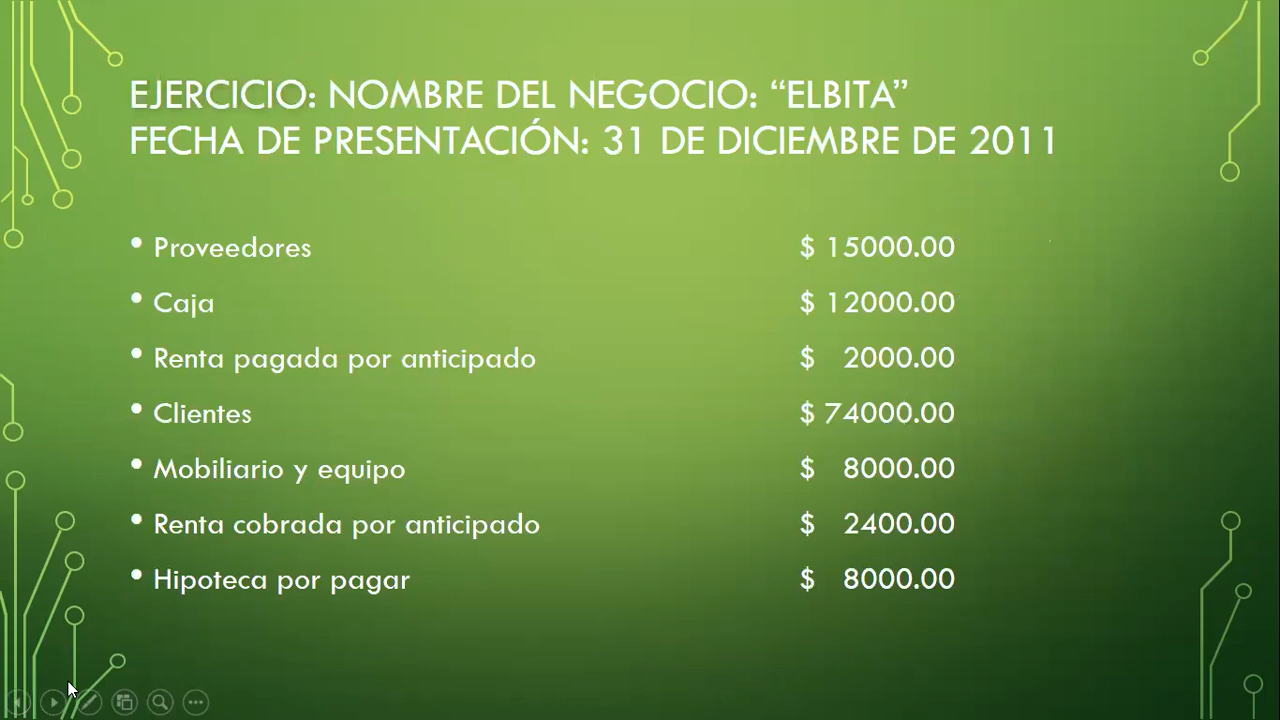 EJERCICIO: NOMBRE DEL NEGOCIO: “ELBITA”
FECHA DE PRESENTACIÓN: 31 DE DICIEMBRE DE 2011
• Proveedores $ 15000.00
• Caja $ 12000.00
• Renta pagada por anticipado $ 2000.00
• Clientes $ 74000.00
• Mobiliario y equipo $ 8000.00
• Renta cobrada por anticipado $ 2400.00
• Hipoteca por pagar $ 8000.00